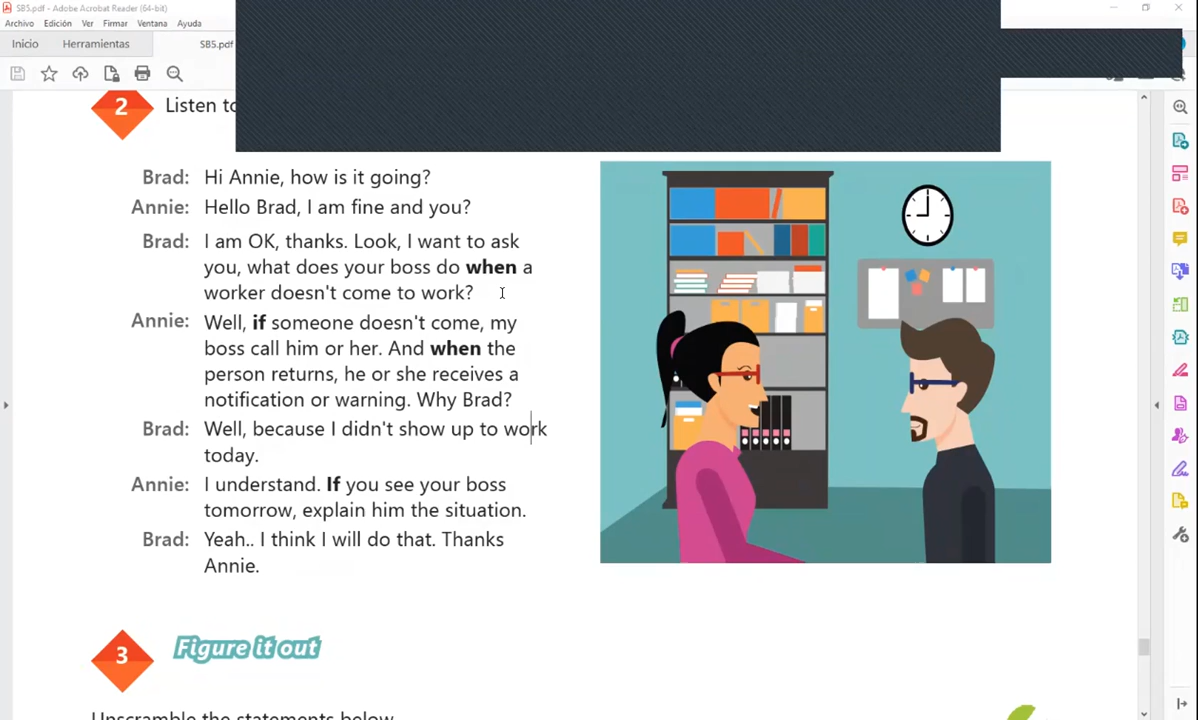 SB5.pdf - Adobe Acrobat Reader (64-bit)
Archivo Edición Ver Firmar Ventana Ayuda
Inicio Herramientas SB5.pdf
2 Listen to
Brad: Hi Annie, how is it going?
Annie: Hello Brad, I am fine and you?
Brad: I am OK, thanks. Look, I want to ask
you, what does your boss do when a
worker doesn't come to work?
Annie: Well, if someone doesn't come, my
boss call him or her. And when the
person returns, he or she receives a
notification or warning. Why Brad?
Brad: Well, because I didn't show up to work
today.
Annie: I understand. If you see your boss
tomorrow, explain him the situation.
Brad: Yeah.. I think I will do that. Thanks
Annie.
3 Figure it out
Unscramble the statements below